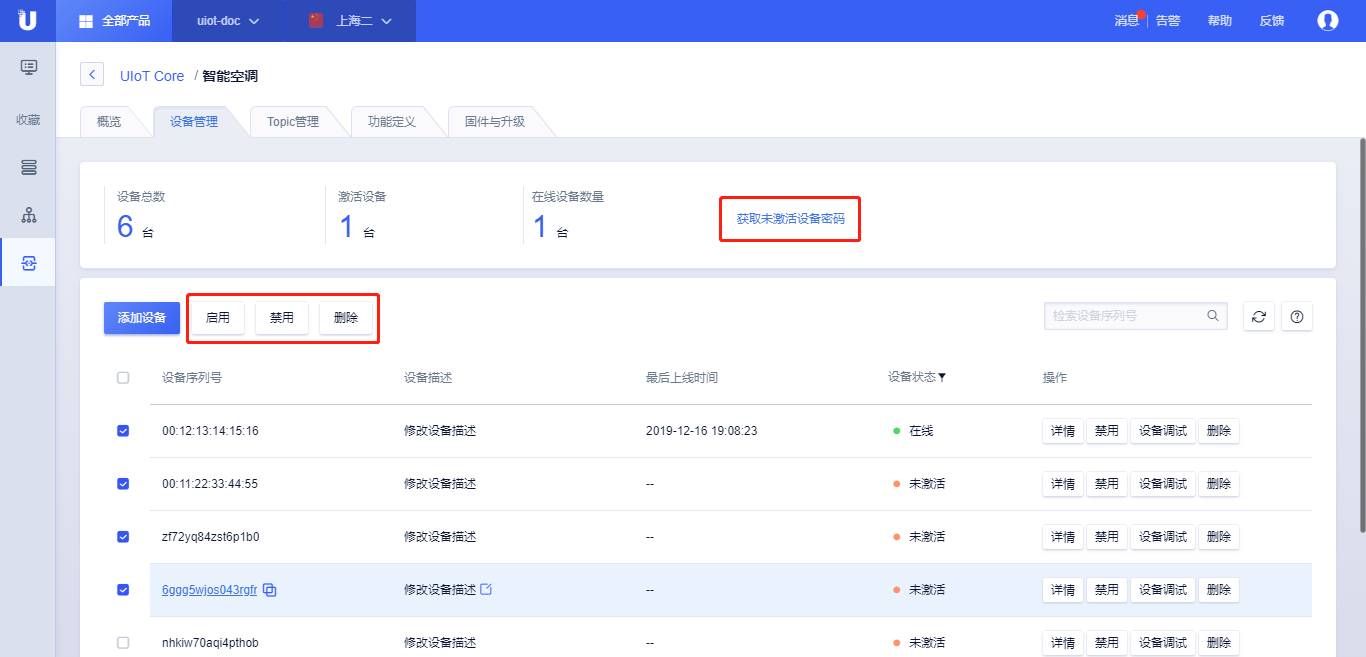 全部产品 uiot-doc 上海二 消息 告警 帮助 反馈
收藏
UIoT Core / 智能空调
概览 设备管理 Topic管理 功能定义 固件与升级
设备总数 激活设备 在线设备数量
6 台 1 台 1 台 获取未激活设备密码
添加设备 启用 禁用 删除 检索设备序列号
设备序列号 设备描述 最后上线时间 设备状态 操作
00:12:13:14:15:16 修改设备描述 2019-12-16 19:08:23 在线 详情 禁用 设备调试 删除
00:11:22:33:44:55 修改设备描述 -- 未激活 详情 禁用 设备调试 删除
zf72yq84zst6p1b0 修改设备描述 -- 未激活 详情 禁用 设备调试 删除
6ggg5wjos043rgfr 修改设备描述 -- 未激活 详情 禁用 设备调试 删除
nhkiw70aqi4pthob 修改设备描述 -- 未激活 详情 禁用 设备调试 删除